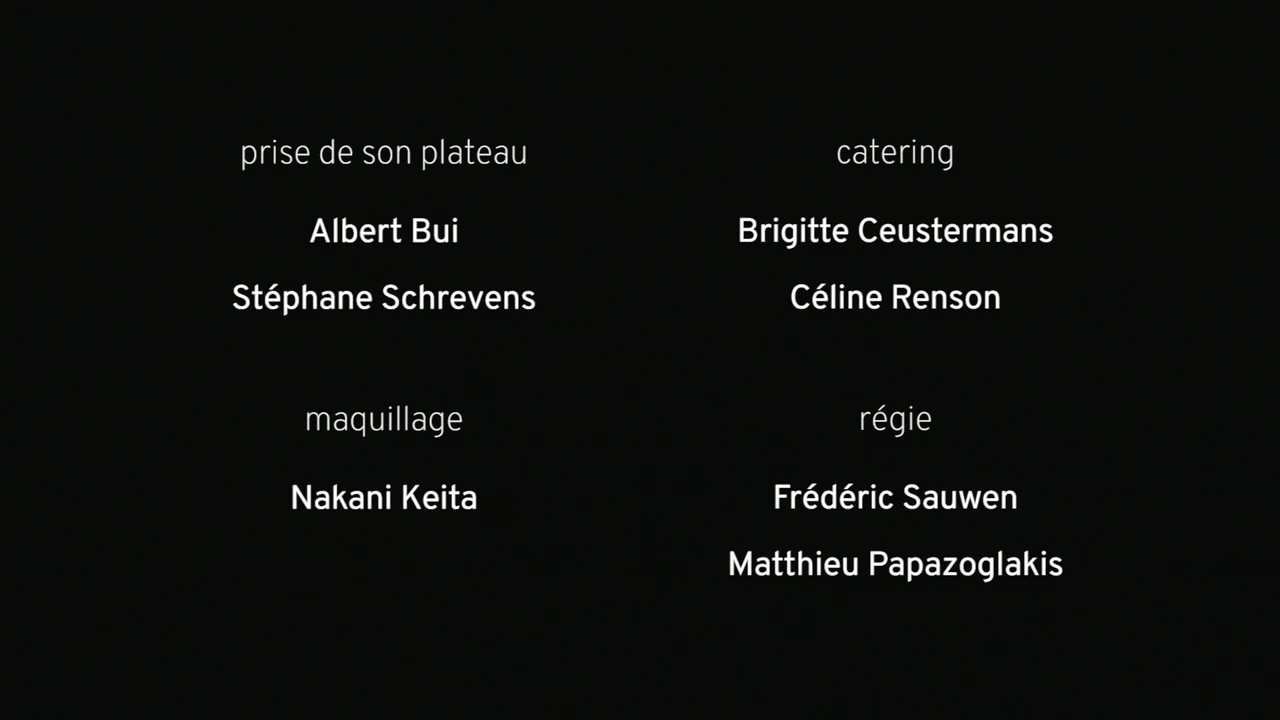 prise de son plateau
Albert Bui
Stéphane Schrevens
catering
Brigitte Ceustermans
Céline Renson
maquillage
Nakani Keita
régie
Frédéric Sauwen
Matthieu Papazoglakis